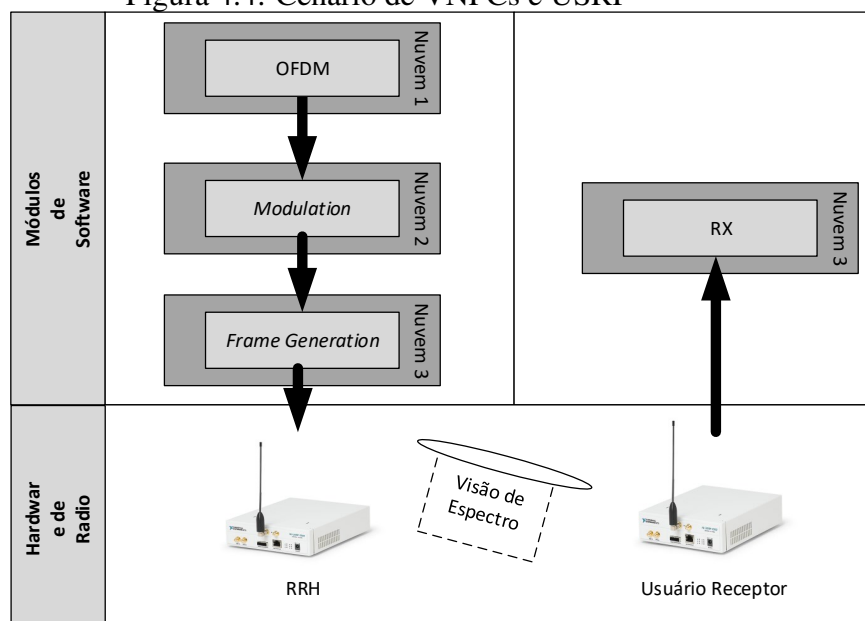 Figura 4.4: Cenário de VNFCs e USRP
Módulos
de
Software
OFDM
Nuvem 1
Modulation
Nuvem 2
Frame Generation
Nuvem 3
RX
Nuvem 3
Hardwar
e de
Radio
Visão de
Espectro
RRH
Usuário Receptor